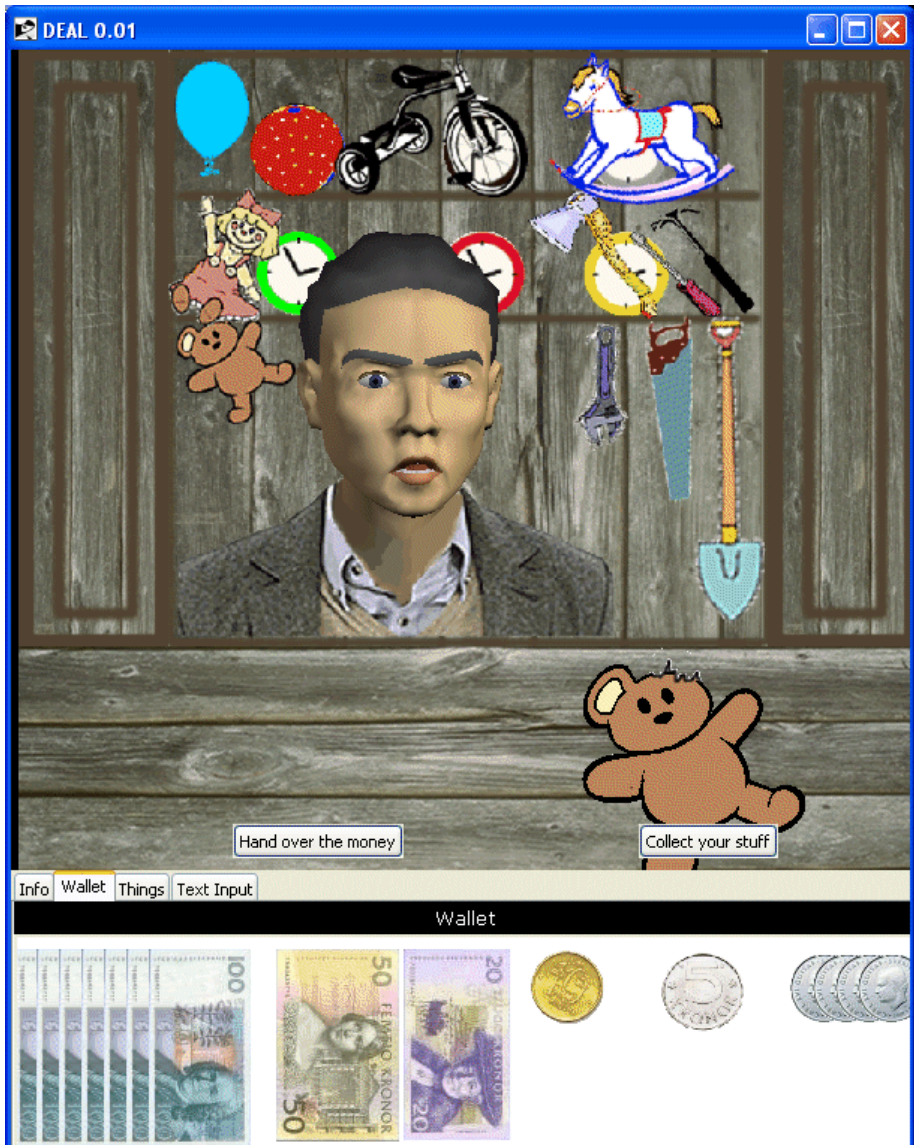 DEAL 0.01
Hand over the money
Collect your stuff
Info
Wallet
Things
Text Input
Wallet
100
50
FEMTIO KRONOR
50
20
20
5
KRONOR